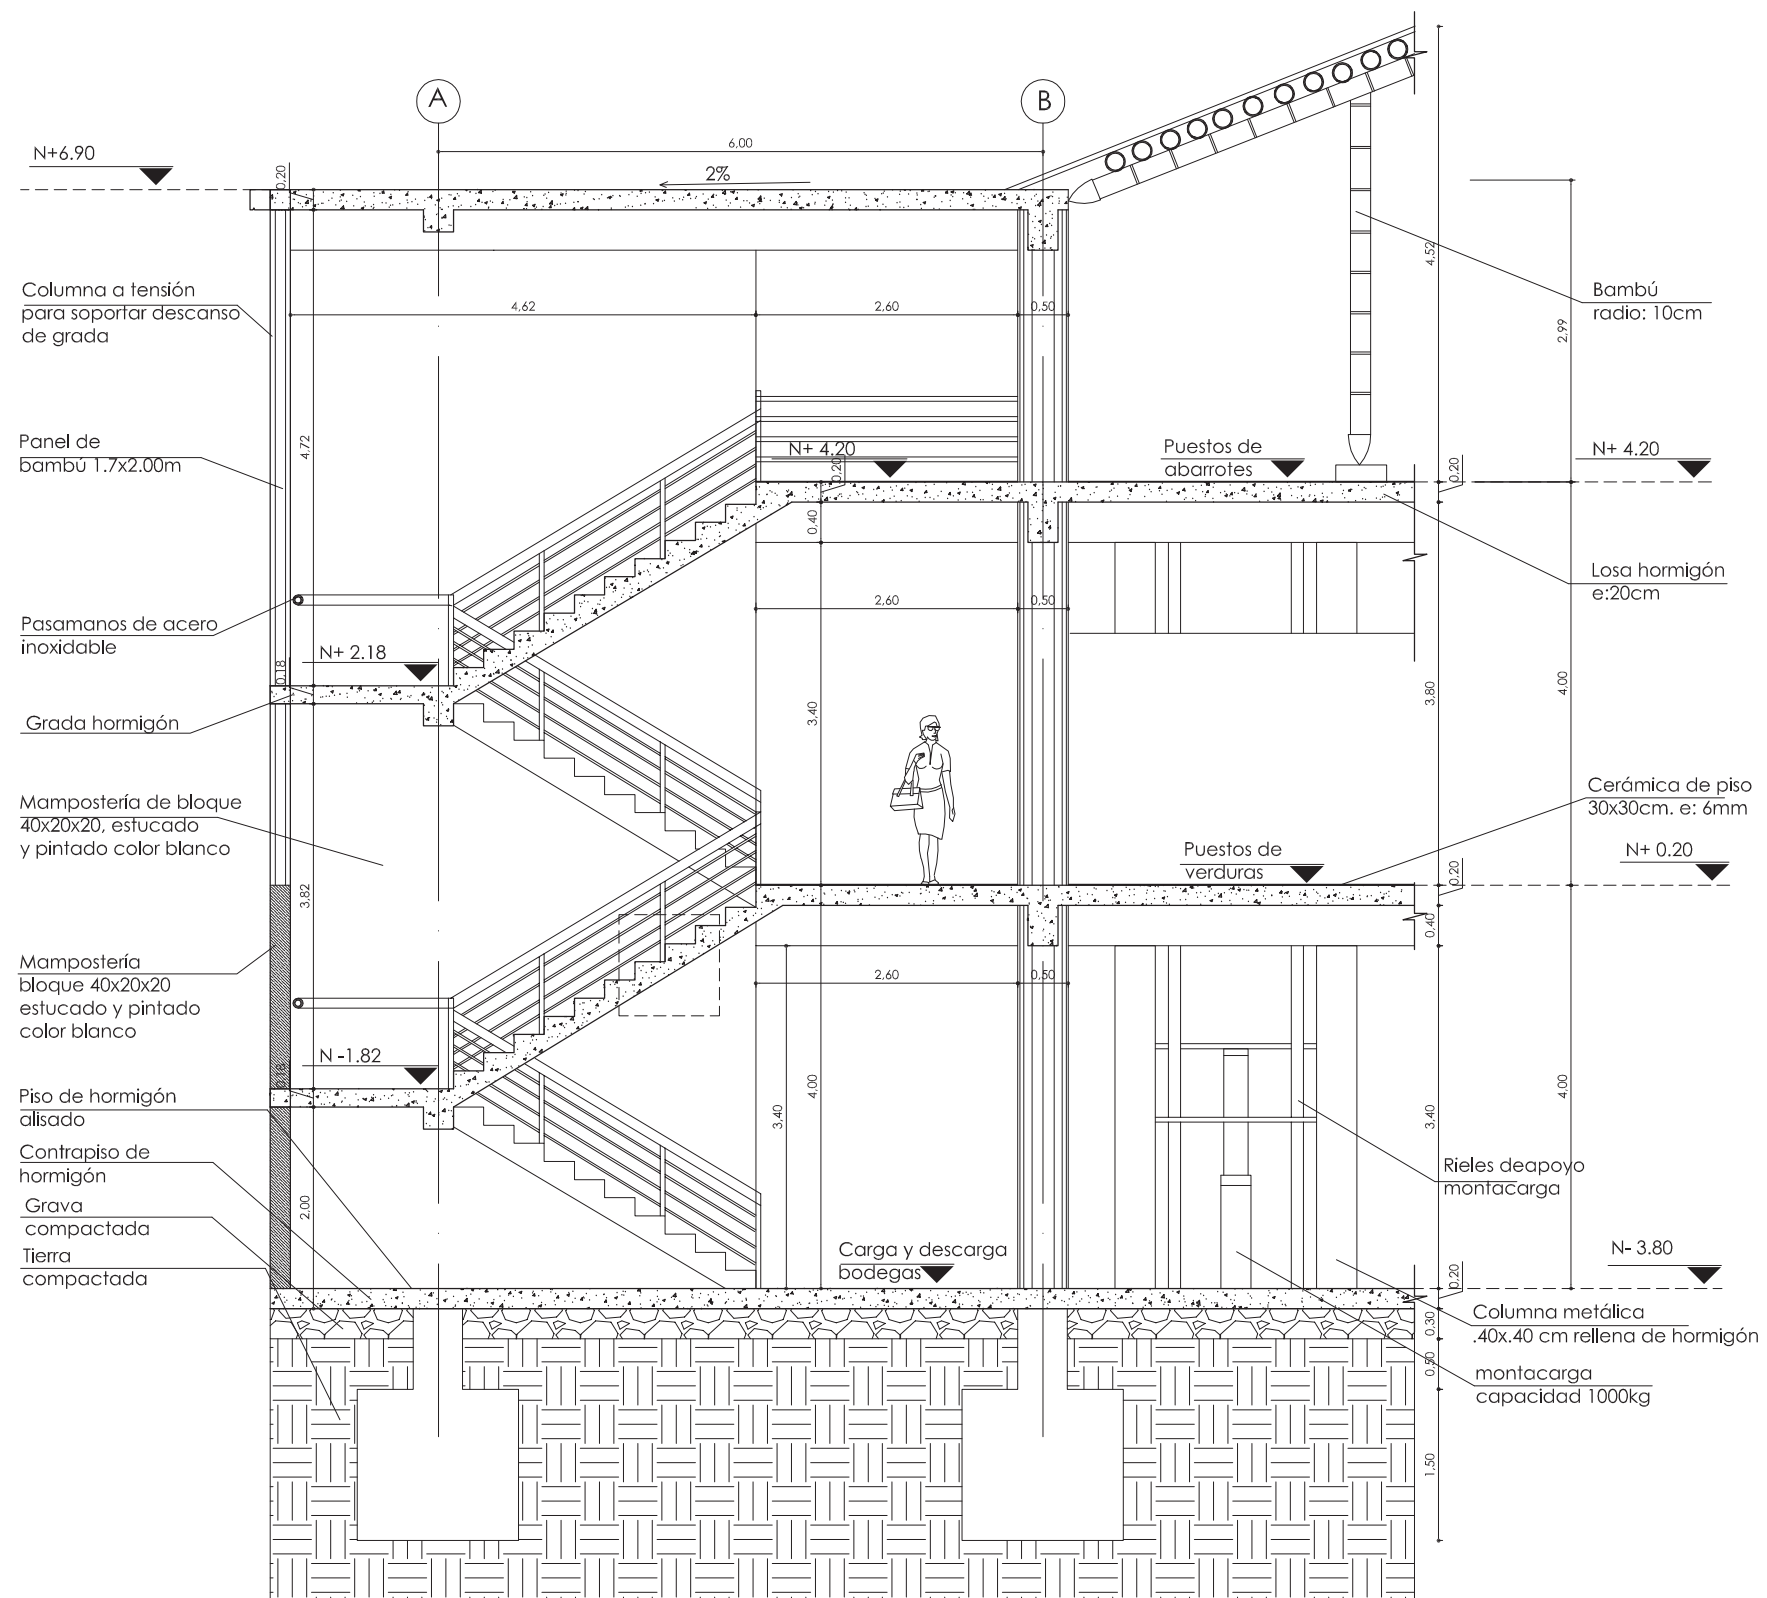 A
B
6,00
N+6.90
0.20
2%
Columna a tensión
para soportar descanso
de grada
4,62
2,60
0,50
4,52
2,99
Bambú
radio: 10cm
Panel de
bambú 1.7x2.00m
4,72
N+ 4.20
0.20
Puestos de
abarrotes
0.20
N+ 4.20
0.40
Losa hormigón
e:20cm
2,60
0,50
Pasamanos de acero
inoxidable
N+ 2.18
0.18
3,80
4,00
3,40
Grada hormigón
Mampostería de bloque
40x20x20, estucado
y pintado color blanco
Cerámica de piso
30x30cm. e: 6mm
Puestos de
verduras
N+ 0.20
0.20
3,82
0,40
Mampostería
bloque 40x20x20
estucado y pintado
color blanco
2,60
0,50
N -1.82
Piso de hormigón
alisado
3,40
4,00
3,40
4,00
Contrapiso de
hormigón
Rieles deapoyo
montacarga
Grava
compactada
2,00
Tierra
compactada
Carga y descarga
bodegas
N- 3.80
0.20
Columna metálica
.40x.40 cm rellena de hormigón
0,30
0,50
montacarga
capacidad 1000kg
1,50